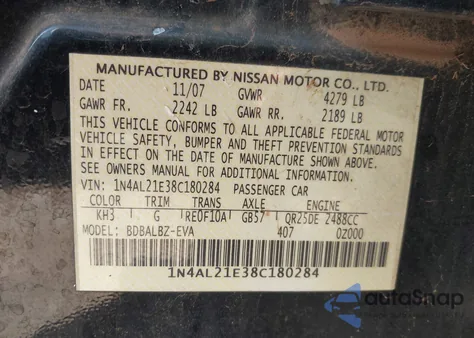 MANUFACTURED BY NISSAN MOTOR CO., LTD.
DATE 11/07 GVWR 4279 LB
GAWR FR. 2242 LB GAWR RR. 2189 LB
THIS VEHICLE CONFORMS TO ALL APPLICABLE FEDERAL MOTOR
VEHICLE SAFETY, BUMPER AND THEFT PREVENTION STANDARDS
IN EFFECT ON THE DATE OF MANUFACTURE SHOWN ABOVE.
SEE OWNERS MANUAL FOR ADDITIONAL INFORMATION
VIN: 1N4AL21E38C180284 PASSENGER CAR
COLOR TRIM TRANS AXLE ENGINE
KH3 G RE0F10A GB57 QR25DE 2488CC
MODEL: BDBALBZ-EVA 407 0Z000
1N4AL21E38C180284
autoSnap